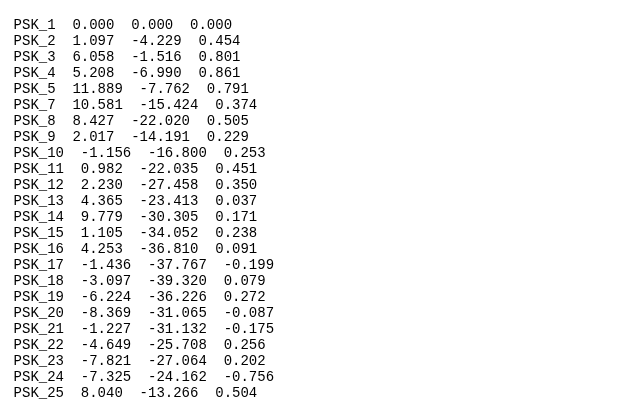 PSK_1  0.000  0.000  0.000
PSK_2  1.097  -4.229  0.454
PSK_3  6.058  -1.516  0.801
PSK_4  5.208  -6.990  0.861
PSK_5  11.889  -7.762  0.791
PSK_7  10.581  -15.424  0.374
PSK_8  8.427  -22.020  0.505
PSK_9  2.017  -14.191  0.229
PSK_10  -1.156  -16.800  0.253
PSK_11  0.982  -22.035  0.451
PSK_12  2.230  -27.458  0.350
PSK_13  4.365  -23.413  0.037
PSK_14  9.779  -30.305  0.171
PSK_15  1.105  -34.052  0.238
PSK_16  4.253  -36.810  0.091
PSK_17  -1.436  -37.767  -0.199
PSK_18  -3.097  -39.320  0.079
PSK_19  -6.224  -36.226  0.272
PSK_20  -8.369  -31.065  -0.087
PSK_21  -1.227  -31.132  -0.175
PSK_22  -4.649  -25.708  0.256
PSK_23  -7.821  -27.064  0.202
PSK_24  -7.325  -24.162  -0.756
PSK_25  8.040  -13.266  0.504